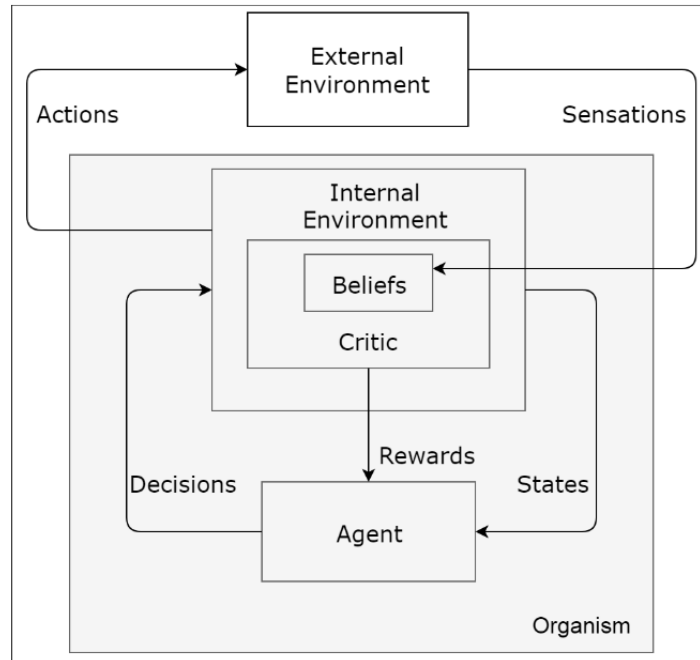 External
Environment
Actions
Sensations
Internal
Environment
Beliefs
Critic
Rewards
Decisions
States
Agent
Organism